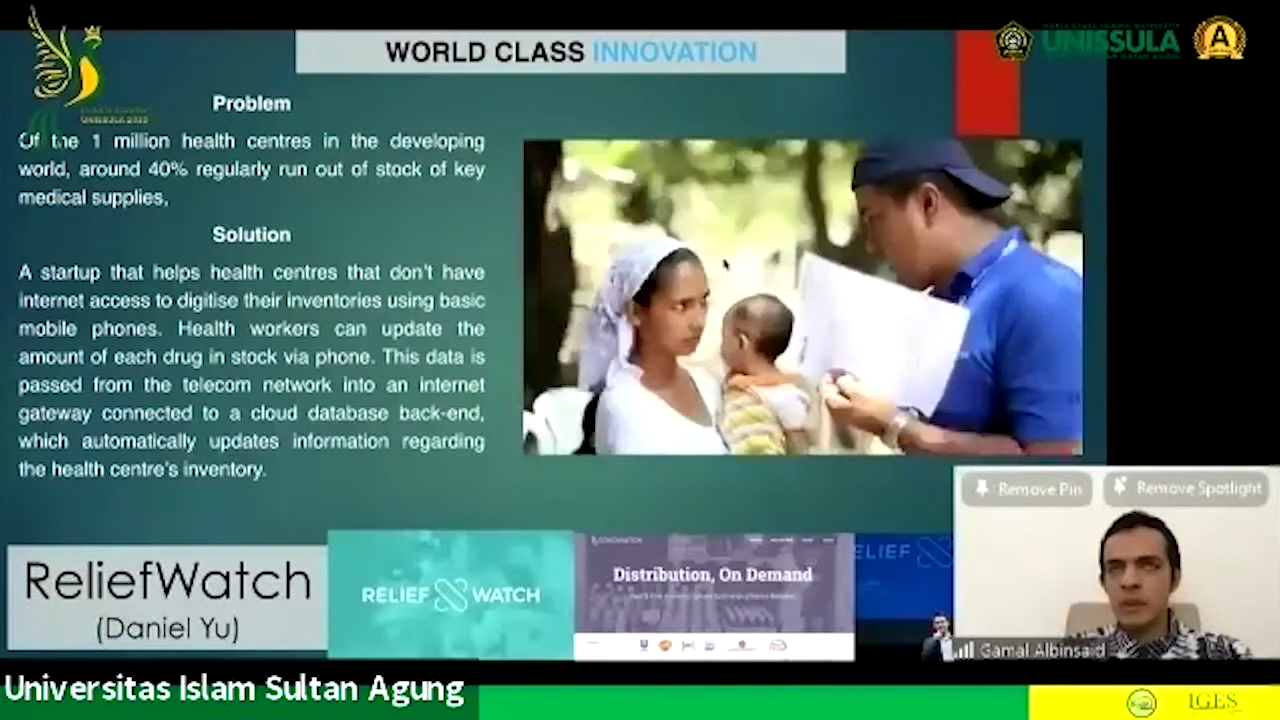 WORLD CLASS INNOVATION
UNISSULA
A
UNISSULA 2020
Problem
Of the 1 million health centres in the developing
world, around 40% regularly run out of stock of key
medical supplies,
Solution
A startup that helps health centres that don't have
internet access to digitise their inventories using basic
mobile phones. Health workers can update the
amount of each drug in stock via phone. This data is
passed from the telecom network into an internet
gateway connected to a cloud database back-end,
which automatically updates information regarding
the health centre's inventory.
Remove Pin
Remove Spotlight
ReliefWatch
(Daniel Yu)
RELIEF WATCH
Distribution, On Demand
ELIEF
Gamal Albinsaid
Universitas Islam Sultan Agung
IGES